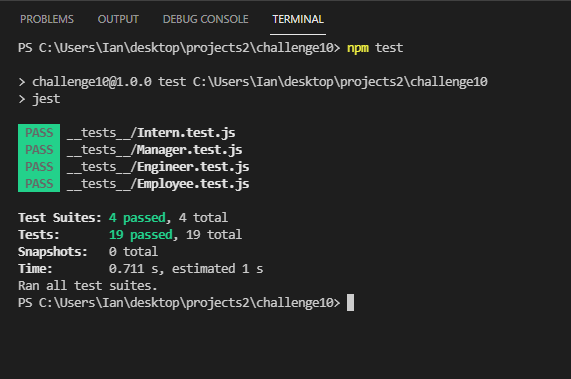 PROBLEMS OUTPUT DEBUG CONSOLE TERMINAL
PS C:\Users\Ian\desktop\projects2\challenge10> npm test
> challenge10@1.0.0 test C:\Users\Ian\desktop\projects2\challenge10
> jest
PASS __tests__/Intern.test.js
PASS __tests__/Manager.test.js
PASS __tests__/Engineer.test.js
PASS __tests__/Employee.test.js
Test Suites: 4 passed, 4 total
Tests: 19 passed, 19 total
Snapshots: 0 total
Time: 0.711 s, estimated 1 s
Ran all test suites.
PS C:\Users\Ian\desktop\projects2\challenge10>